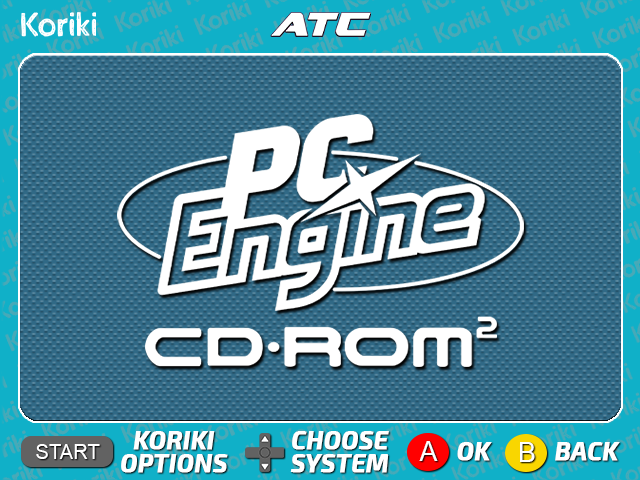 Koriki
ATC
PC
Engine
CD·ROM²
START KORIKI OPTIONS CHOOSE SYSTEM A OK B BACK